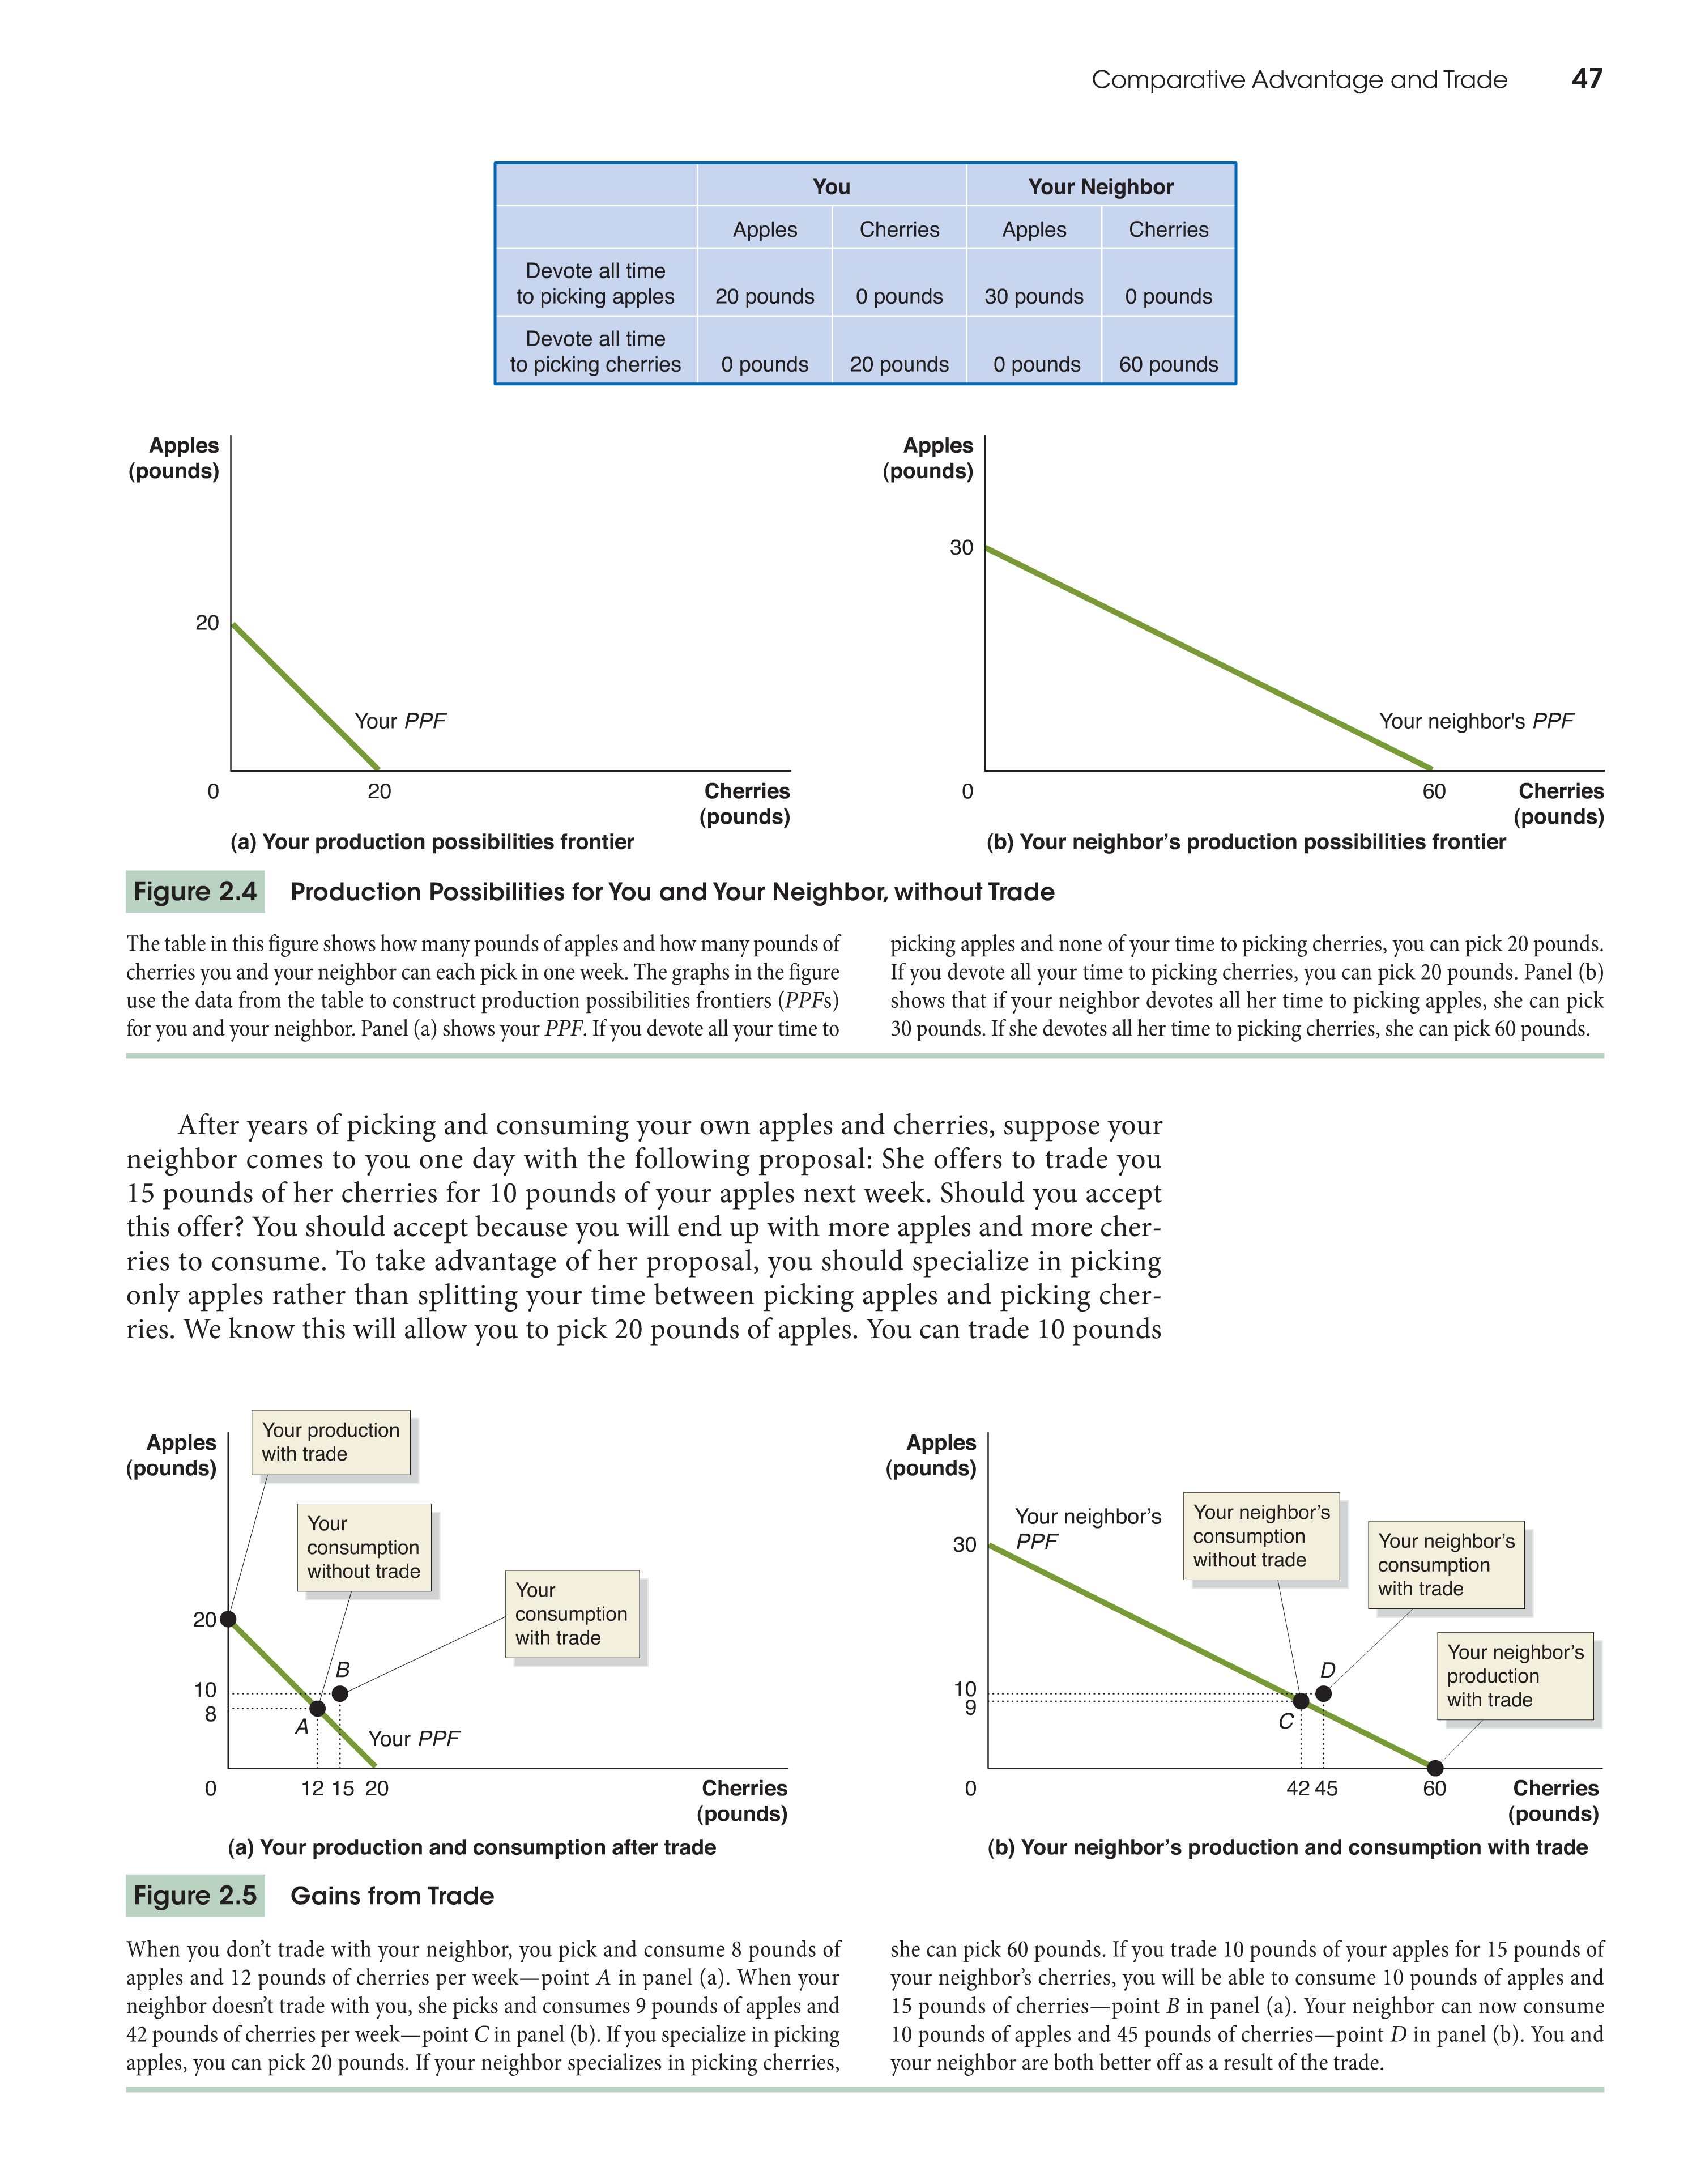 Comparative Advantage and Trade 47
You Your Neighbor
Apples Cherries Apples Cherries
Devote all time
to picking apples 20 pounds 0 pounds 30 pounds 0 pounds
Devote all time
to picking cherries 0 pounds 20 pounds 0 pounds 60 pounds
Apples
(pounds)
20
Your PPF
0 20 Cherries
(pounds)
(a) Your production possibilities frontier
Apples
(pounds)
30
Your neighbor's PPF
0 60 Cherries
(pounds)
(b) Your neighbor’s production possibilities frontier
Figure 2.4 Production Possibilities for You and Your Neighbor, without Trade
The table in this figure shows how many pounds of apples and how many pounds of
cherries you and your neighbor can each pick in one week. The graphs in the figure
use the data from the table to construct production possibilities frontiers (PPFs)
for you and your neighbor. Panel (a) shows your PPF. If you devote all your time to
picking apples and none of your time to picking cherries, you can pick 20 pounds.
If you devote all your time to picking cherries, you can pick 20 pounds. Panel (b)
shows that if your neighbor devotes all her time to picking apples, she can pick
30 pounds. If she devotes all her time to picking cherries, she can pick 60 pounds.
After years of picking and consuming your own apples and cherries, suppose your
neighbor comes to you one day with the following proposal: She offers to trade you
15 pounds of her cherries for 10 pounds of your apples next week. Should you accept
this offer? You should accept because you will end up with more apples and more cher-
ries to consume. To take advantage of her proposal, you should specialize in picking
only apples rather than splitting your time between picking apples and picking cher-
ries. We know this will allow you to pick 20 pounds of apples. You can trade 10 pounds
Apples
(pounds)
Your production
with trade
Your
consumption
without trade
Your
consumption
with trade
20
10
8
B
A
Your PPF
0 12 15 20 Cherries
(pounds)
(a) Your production and consumption after trade
Apples
(pounds)
Your neighbor’s
PPF
Your neighbor’s
consumption
without trade
Your neighbor’s
consumption
with trade
Your neighbor’s
production
with trade
30
10
9
D
C
0 42 45 60 Cherries
(pounds)
(b) Your neighbor’s production and consumption with trade
Figure 2.5 Gains from Trade
When you don’t trade with your neighbor, you pick and consume 8 pounds of
apples and 12 pounds of cherries per week—point A in panel (a). When your
neighbor doesn’t trade with you, she picks and consumes 9 pounds of apples and
42 pounds of cherries per week—point C in panel (b). If you specialize in picking
apples, you can pick 20 pounds. If your neighbor specializes in picking cherries,
she can pick 60 pounds. If you trade 10 pounds of your apples for 15 pounds of
your neighbor’s cherries, you will be able to consume 10 pounds of apples and
15 pounds of cherries—point B in panel (a). Your neighbor can now consume
10 pounds of apples and 45 pounds of cherries—point D in panel (b). You and
your neighbor are both better off as a result of the trade.